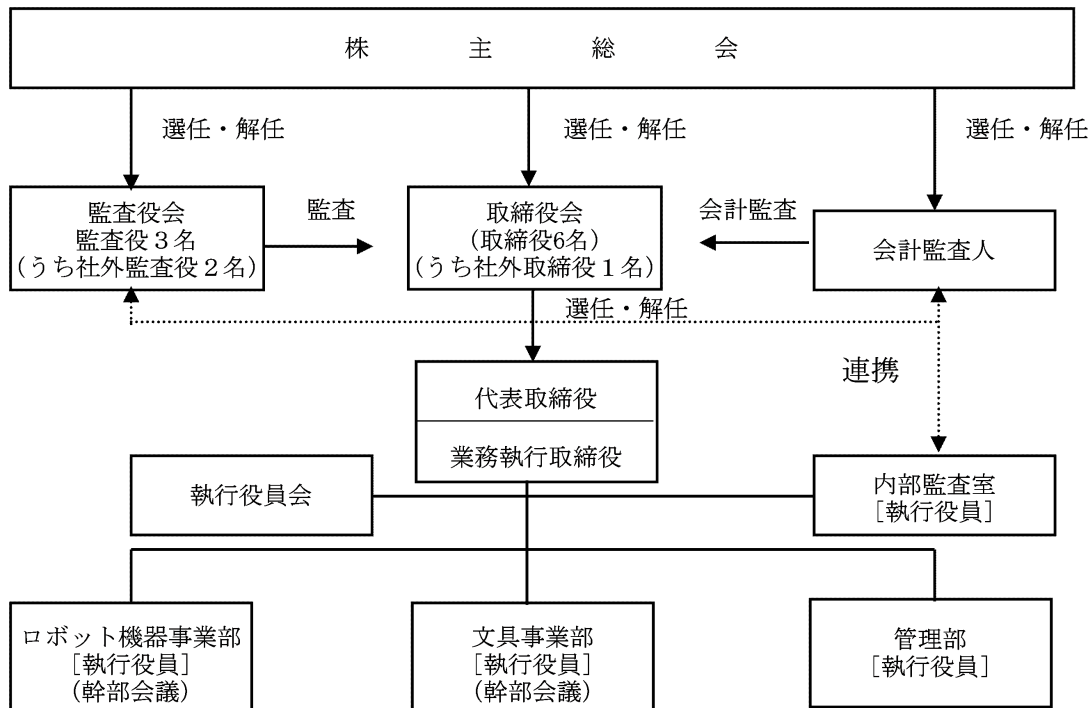 株主総会
選任・解任
選任・解任
選任・解任
監査役会
監査役3名
(うち社外監査役2名)
監査
取締役会
(取締役6名)
(うち社外取締役1名)
会計監査
会計監査人
選任・解任
連携
代表取締役
業務執行取締役
執行役員会
内部監査室
[執行役員]
ロボット機器事業部
[執行役員]
(幹部会議)
文具事業部
[執行役員]
(幹部会議)
管理部
[執行役員]